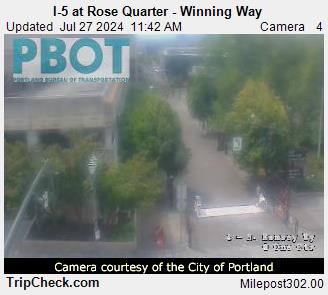 I-5 at Rose Quarter - Winning Way
Updated Jul 27 2024 11:42 AM Camera 4
PBOT
PORTLAND BUREAU OF TRANSPORTATION
Camera courtesy of the City of Portland
TripCheck.com Milepost302.00